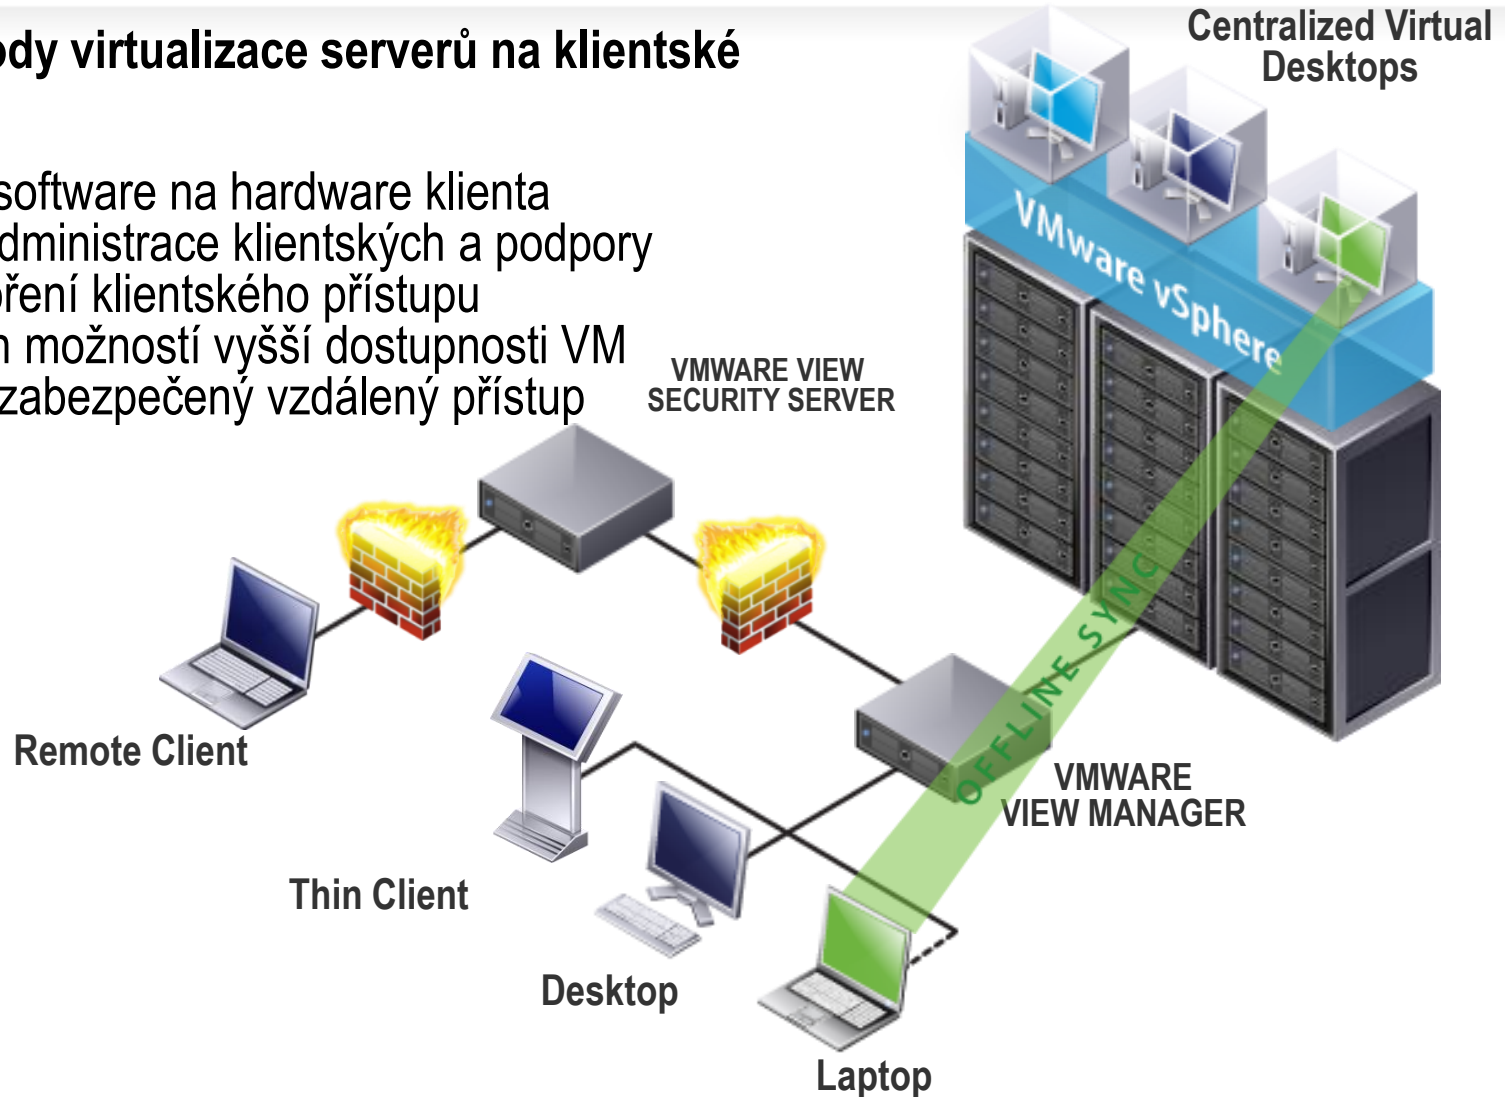 ody virtualizace serverů na klientské
Centralized Virtual
Desktops
software na hardware klienta
dministrace klientských a podpory
ření klientského přístupu
možností vyšší dostupnosti VM
zabezpečený vzdálený přístup
VMware vSphere
VMWARE VIEW
SECURITY SERVER
OFFLINE SYNC
Remote Client
VMWARE
VIEW MANAGER
Thin Client
Desktop
Laptop